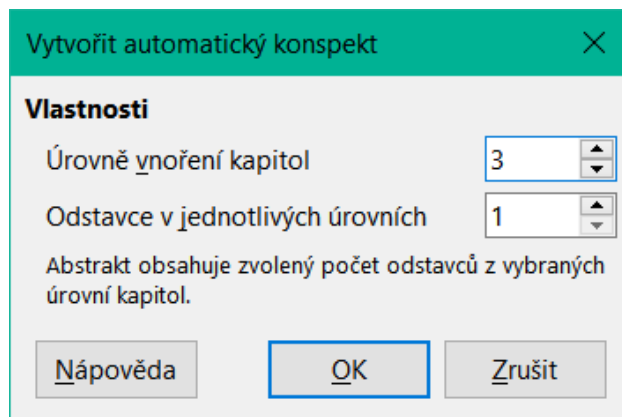 Vytvořit automatický konspekt
Vlastnosti
Úrovně vnoření kapitol 3
Odstavce v jednotlivých úrovních 1
Abstrakt obsahuje zvolený počet odstavců z vybraných
úrovní kapitol.
Nápověda OK Zrušit